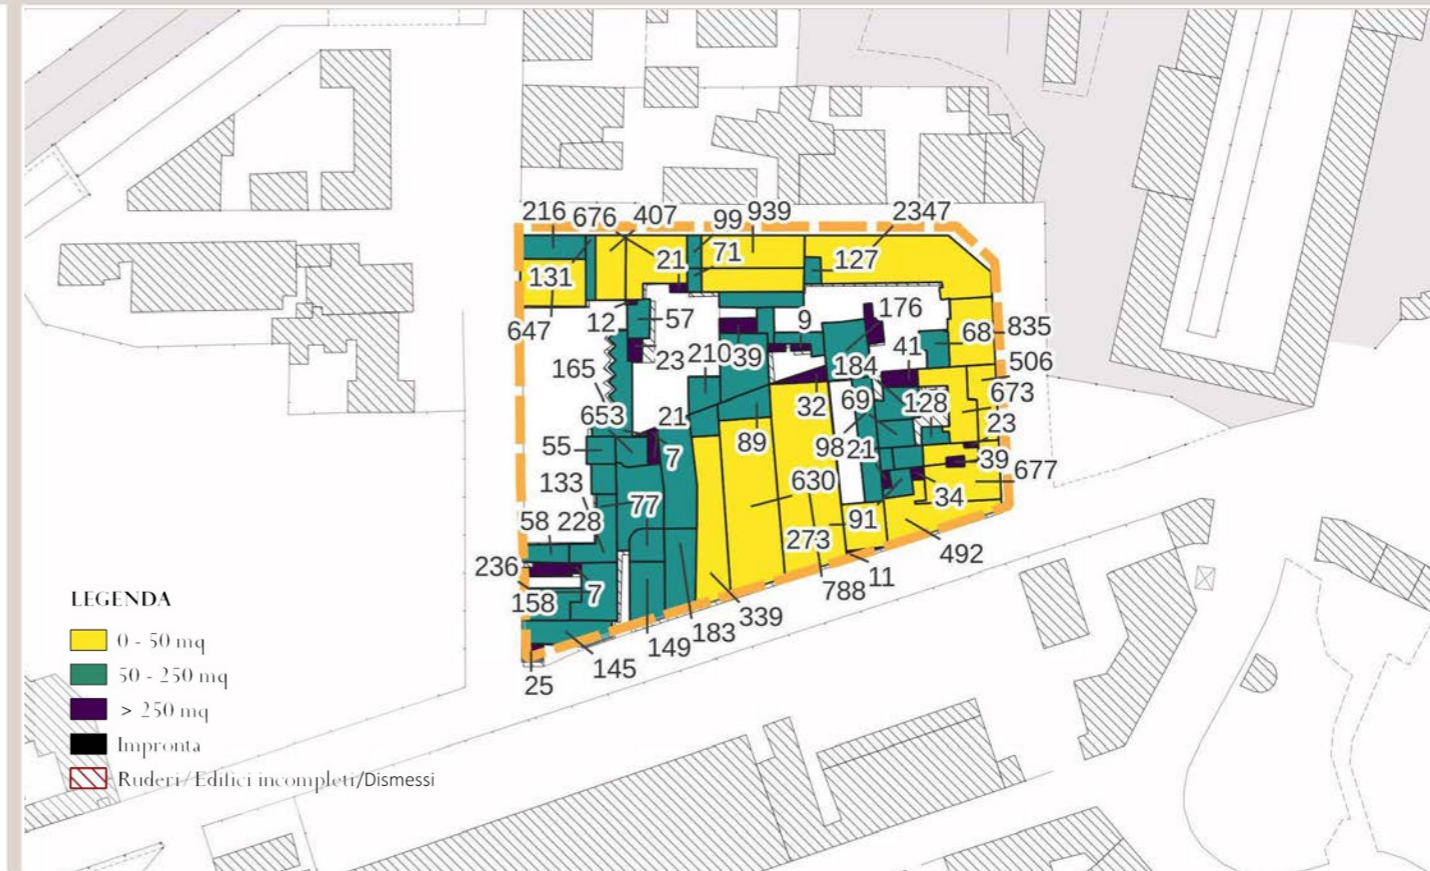 216 676 407 99 939 2347
131 21 71 127
647 12 57 9 176
165 23 210 39 184 41 68 835
506
653 21 89 32 69 128 673
55 7 98 21 23
133 77 630 39 677
58 228 273 91 34
236 492
158 7 788 11
339
149 183
145
25
LEGENDA
0 - 50 mq
50 - 250 mq
> 250 mq
Impronta
Ruderi/Edifici incompleti/Dismessi